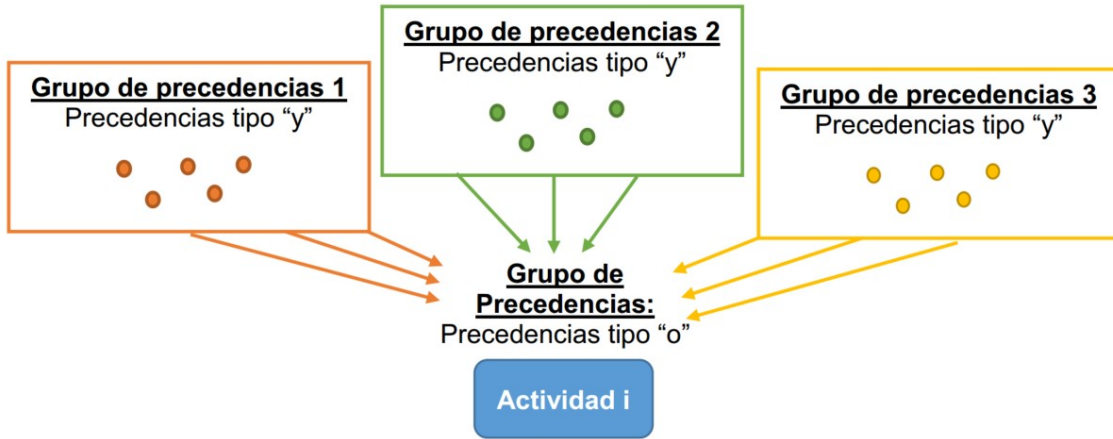 Grupo de precedencias 1
Precedencias tipo “y”
Grupo de precedencias 2
Precedencias tipo “y”
Grupo de precedencias 3
Precedencias tipo “y”
Grupo de
Precedencias:
Precedencias tipo “o”
Actividad i